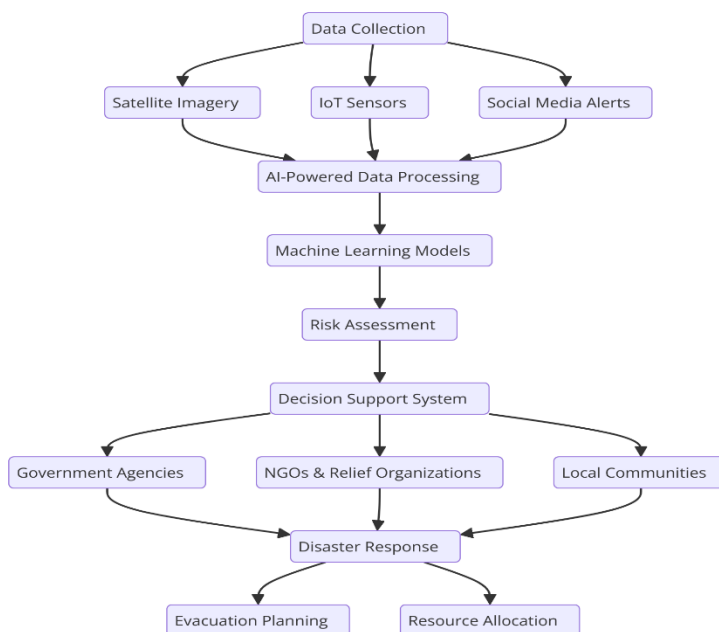 Data Collection
Satellite Imagery
IoT Sensors
Social Media Alerts
AI-Powered Data Processing
Machine Learning Models
Risk Assessment
Decision Support System
Government Agencies
NGOs & Relief Organizations
Local Communities
Disaster Response
Evacuation Planning
Resource Allocation